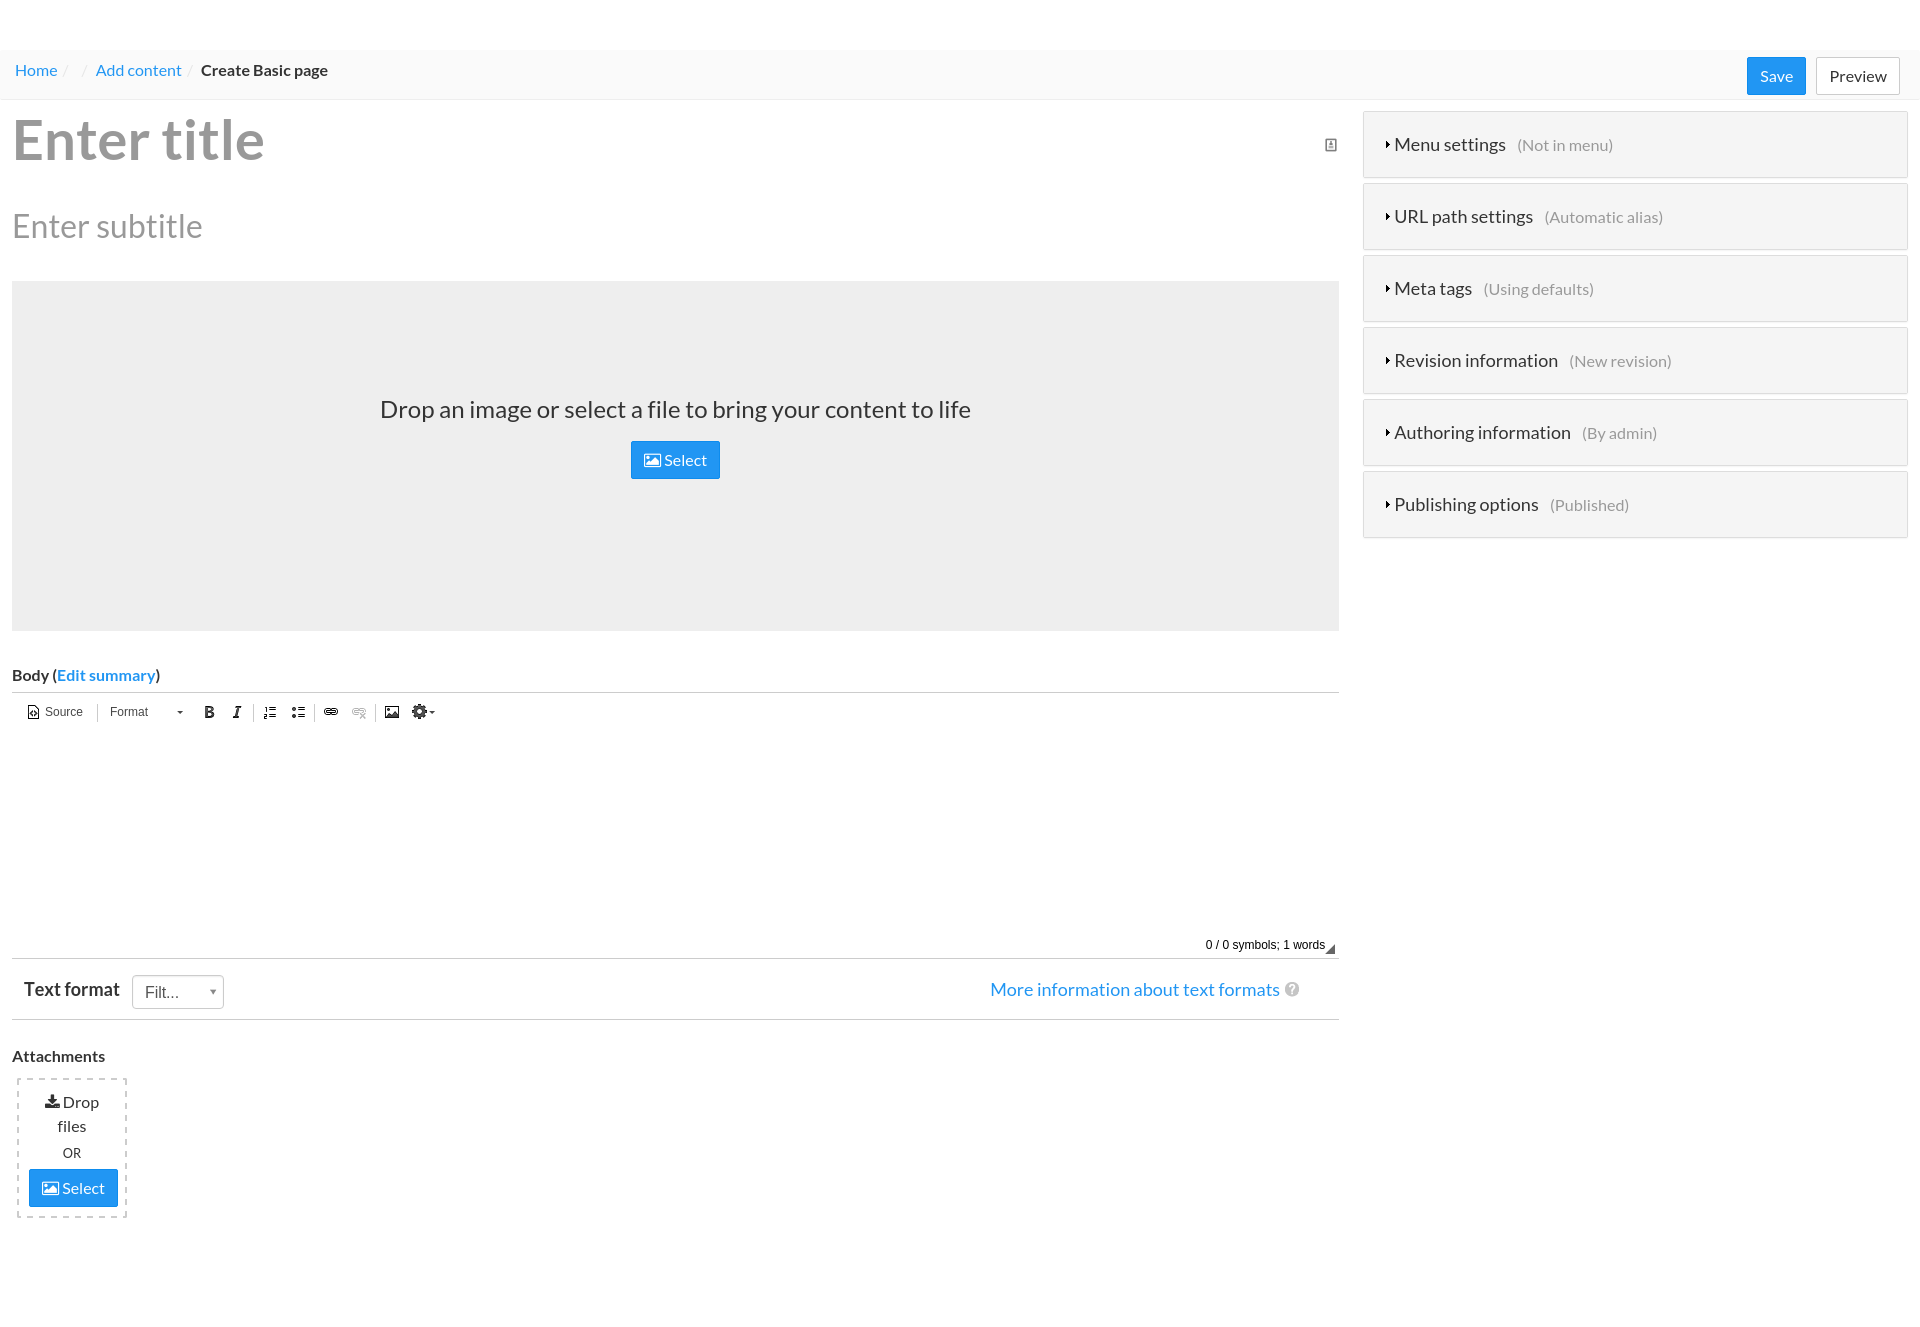 Home / / Add content / Create Basic page
Save
Preview
Enter title
Enter subtitle
Drop an image or select a file to bring your content to life
Select
Menu settings (Not in menu)
URL path settings (Automatic alias)
Meta tags (Using defaults)
Revision information (New revision)
Authoring information (By admin)
Publishing options (Published)
Body (Edit summary)
Source Format B I
0 / 0 symbols; 1 words
Text format Filt... More information about text formats ?
Attachments
Drop
files
OR
Select